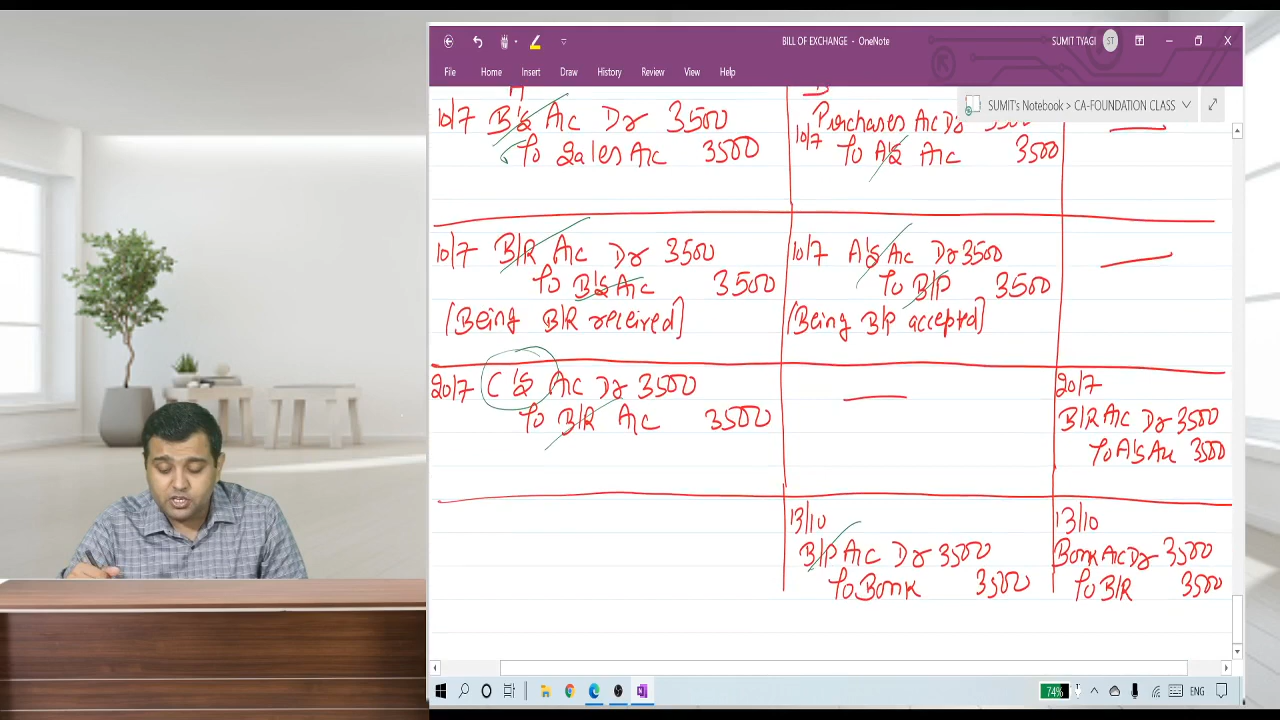 BILL OF EXCHANGE - OneNote
SUMIT TYAGI ST
File Home Insert Draw History Review View Help
SUMIT's Notebook > CA-FOUNDATION CLASS
A
B
10/7 B's A/c Dr 3500
To Sales A/c 3500
10/7 Purchases A/c Dr 3500
To A's A/c 3500
10/7 B/R A/c Dr 3500
To B's A/c 3500
[Being B/R received]
10/7 A's A/c Dr 3500
To B/P 3500
[Being B/P accepted]
20/7 C's A/c Dr 3500
To B/R A/c 3500
20/7
B/R A/c Dr 3500
To A's A/c 3500
13/10
B/P A/c Dr 3500
To Bank 3500
13/10
Bank A/c Dr 3500
To B/R 3500
74% ENG